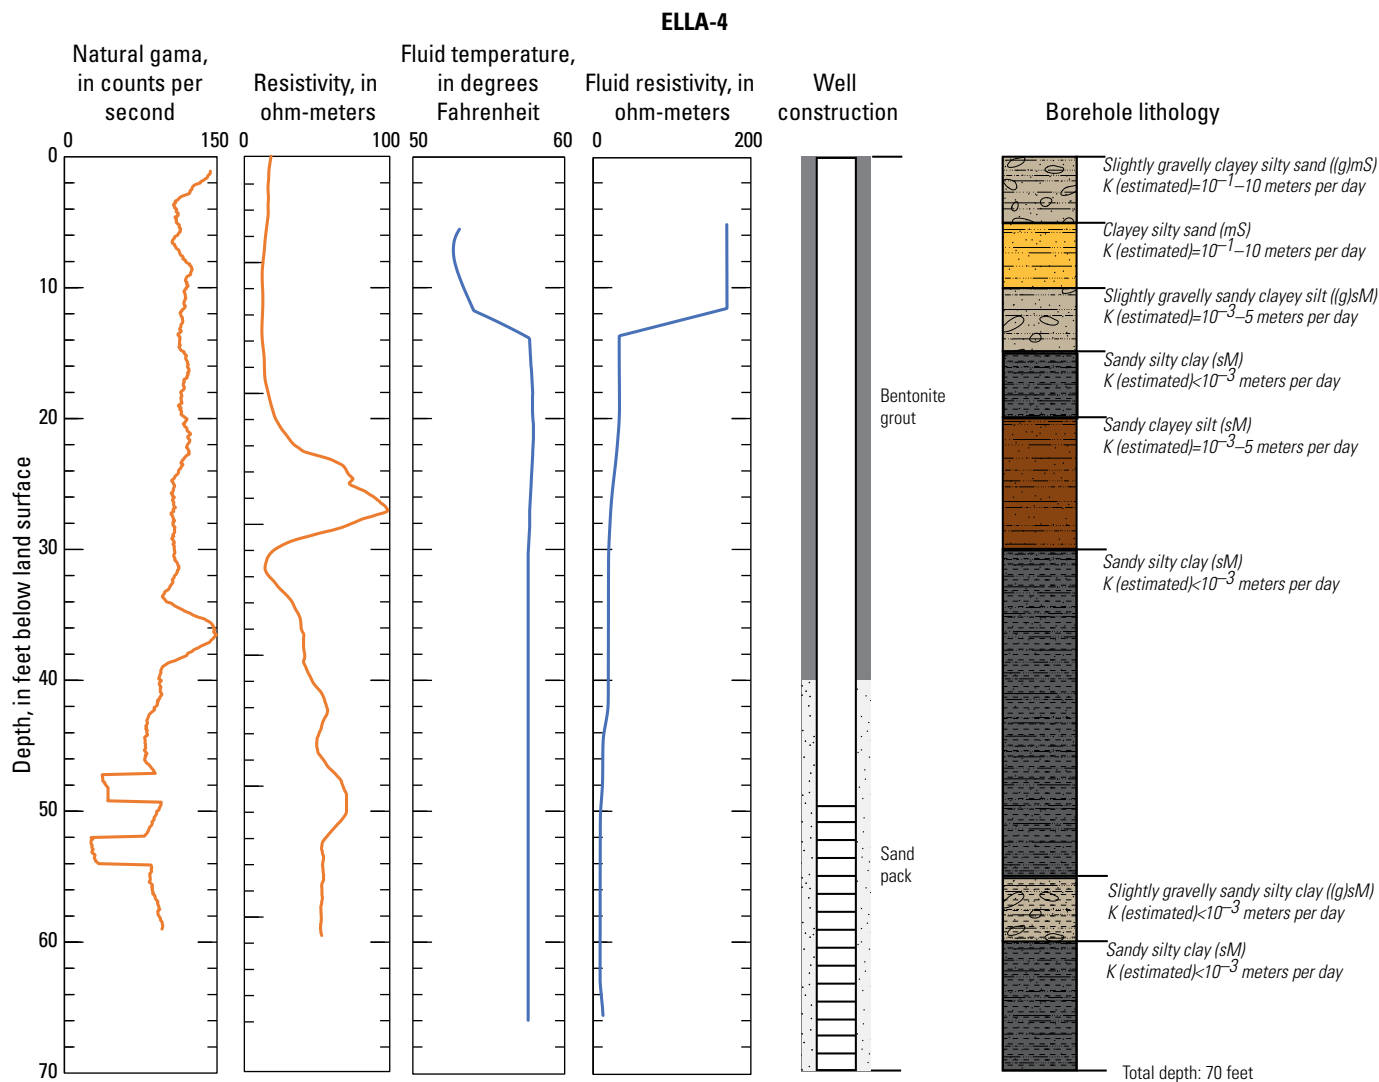 ELLA-4
Natural gama,
in counts per
second
Resistivity, in
ohm-meters
Fluid temperature,
in degrees
Fahrenheit
Fluid resistivity, in
ohm-meters
Well
construction
Borehole lithology
0 150 0 100 50 60 0 200
Depth, in feet below land surface
0
10
20
30
40
50
60
70
Bentonite
grout
Sand
pack
Slightly gravelly clayey silty sand ((g)mS)
K (estimated)=10⁻¹–10 meters per day
Clayey silty sand (mS)
K (estimated)=10⁻¹–10 meters per day
Slightly gravelly sandy clayey silt ((g)sM)
K (estimated)=10⁻³–5 meters per day
Sandy silty clay (sM)
K (estimated)<10⁻³ meters per day
Sandy clayey silt (sM)
K (estimated)=10⁻³–5 meters per day
Sandy silty clay (sM)
K (estimated)<10⁻³ meters per day
Slightly gravelly sandy silty clay ((g)sM)
K (estimated)<10⁻³ meters per day
Sandy silty clay (sM)
K (estimated)<10⁻³ meters per day
Total depth: 70 feet